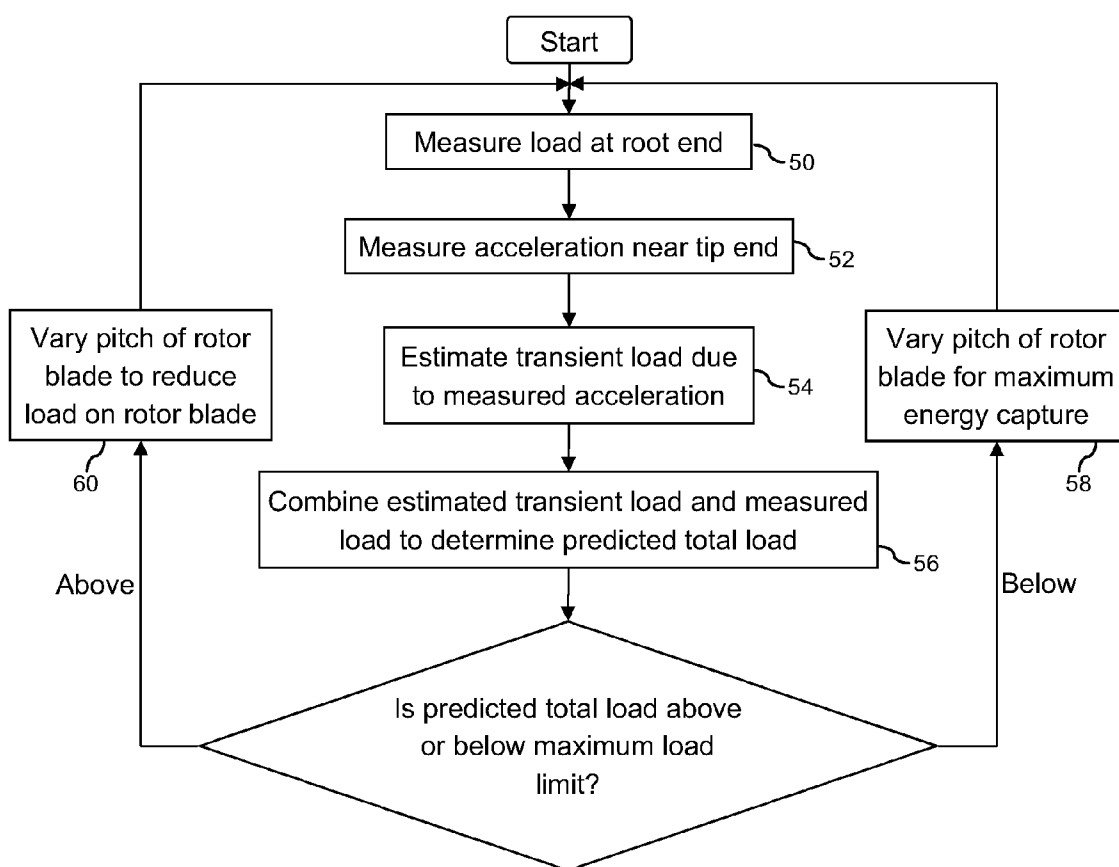 Start
Measure load at root end
50
Measure acceleration near tip end
52
Vary pitch of rotor
blade to reduce
load on rotor blade
60
Estimate transient load due
to measured acceleration
54
Vary pitch of rotor
blade for maximum
energy capture
58
Combine estimated transient load and measured
load to determine predicted total load
56
Above
Below
Is predicted total load above
or below maximum load
limit?